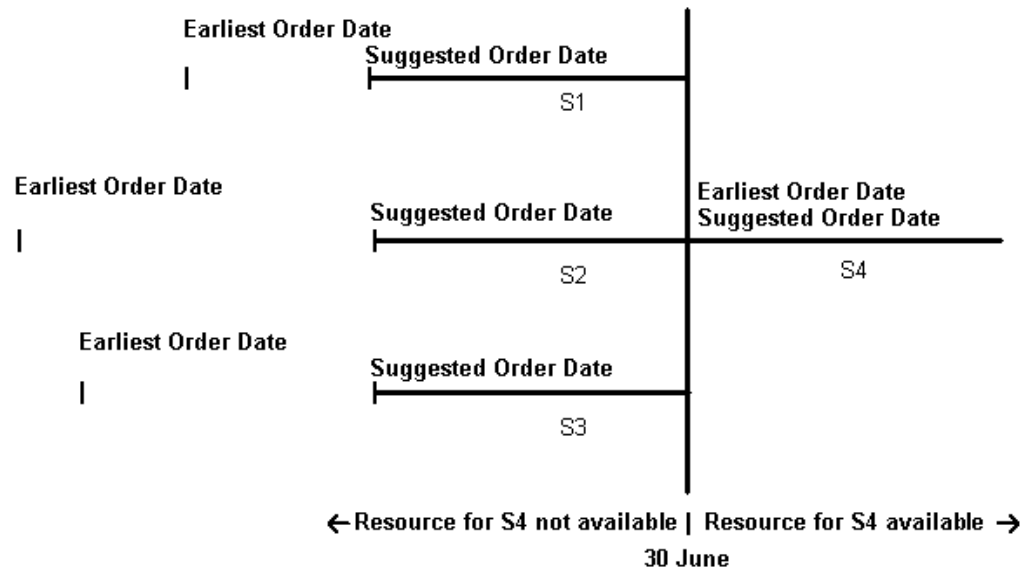 Earliest Order Date
Suggested Order Date
S1
Earliest Order Date
Suggested Order Date
Earliest Order Date
Suggested Order Date
S2
S4
Earliest Order Date
Suggested Order Date
S3
←Resource for S4 not available | Resource for S4 available →
30 June